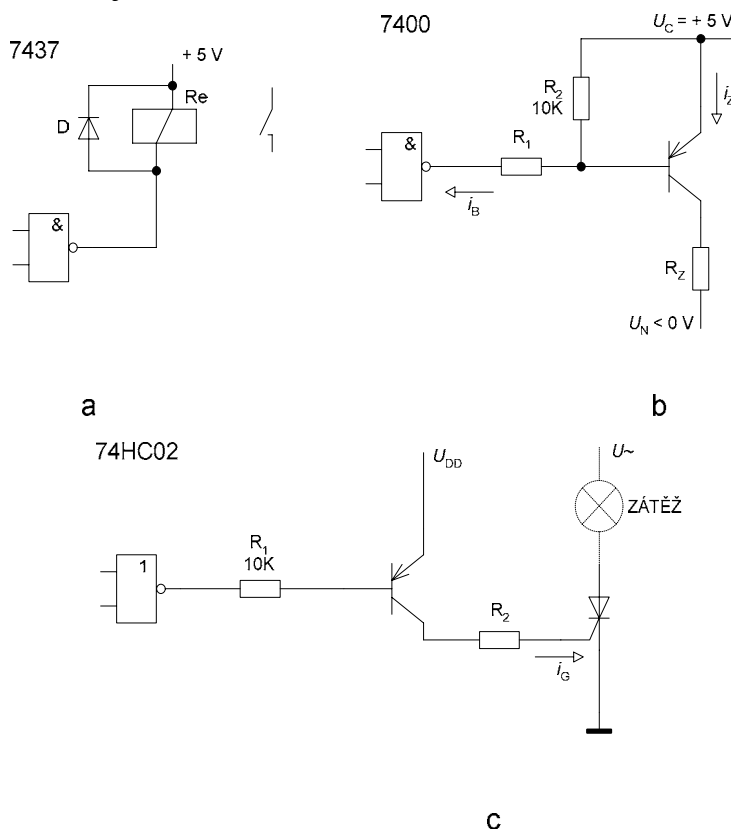 7437
+ 5 V
Re
D
&
a
7400
U_C = + 5 V
R_2
10K
i_Z
&
R_1
i_B
R_Z
U_N < 0 V
b
74HC02
U_DD
U~
ZÁTĚŽ
1
R_1
10K
R_2
i_G
c